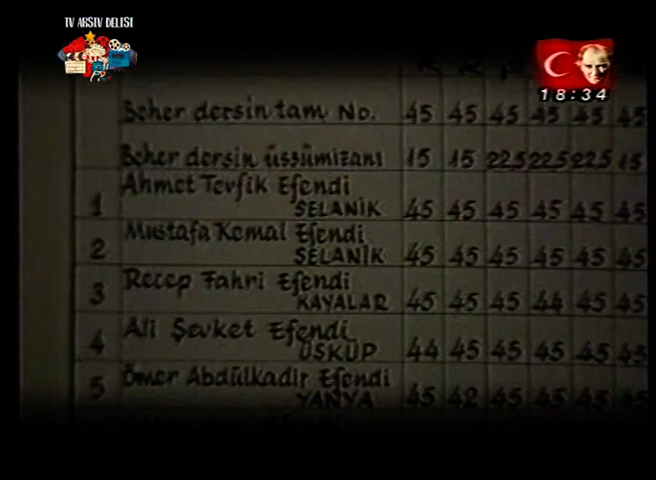 TV ARSIV DELISI
18:34
Beher dersin tam No. 45 45 45 45 45 45
Beher dersin üssümizanı 15 15 22.5 22.5 22.5 15
1 Ahmet Tevfik Efendi
SELANİK 45 45 45 45 45 45
2 Mustafa Kemal Efendi
SELANİK 45 45 45 45 45 45
3 Recep Fahri Efendi
KAYALAR 45 45 45 44 45 45
4 Ali Şevket Efendi
ÜSKÜP 44 45 45 45 45 45
5 Ömer Abdülkadir Efendi
YANYA 45 42 45 45 45 45